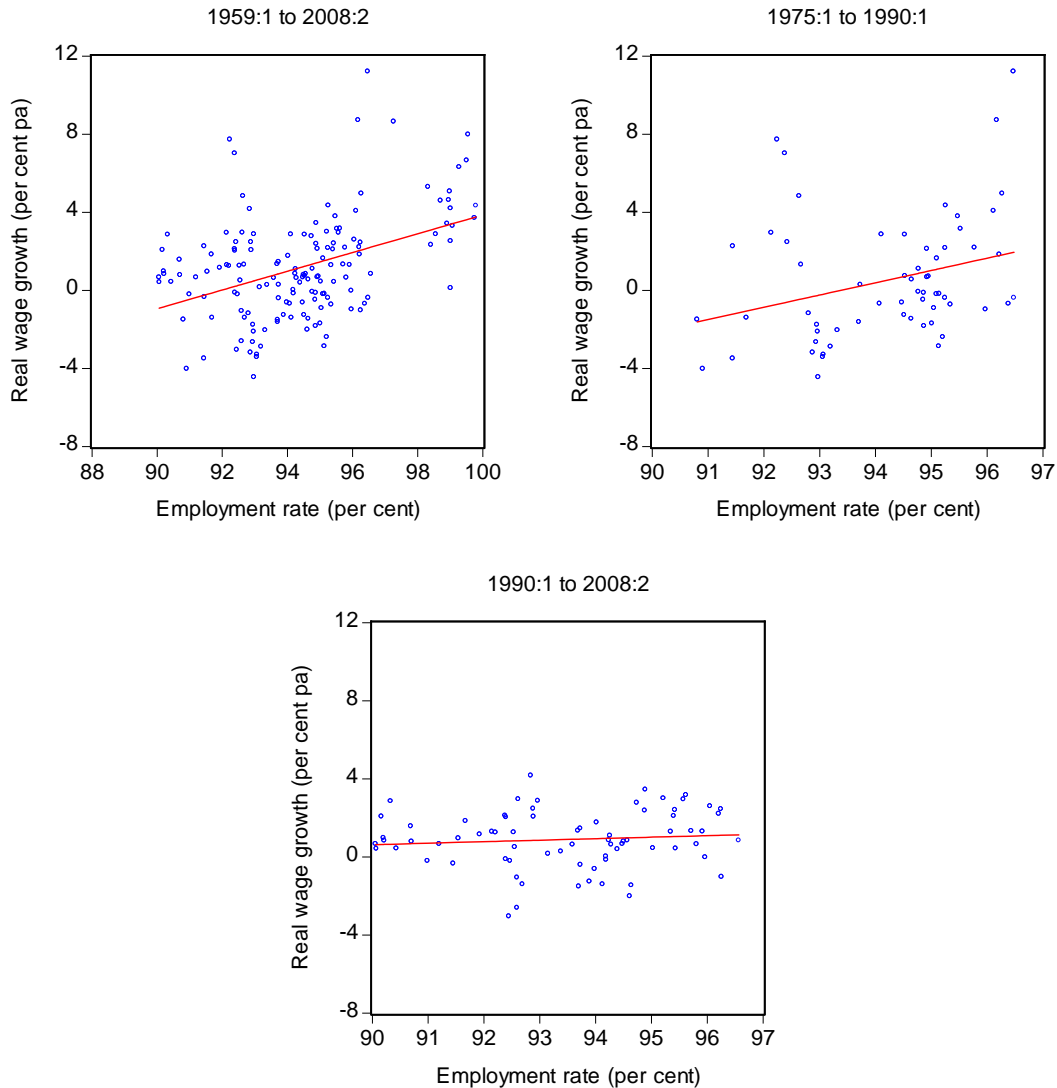 1959:1 to 2008:2
12
8
4
0
-4
-8
88 90 92 94 96 98 100
Real wage growth (per cent pa)
Employment rate (per cent)
1975:1 to 1990:1
12
8
4
0
-4
-8
90 91 92 93 94 95 96 97
Real wage growth (per cent pa)
Employment rate (per cent)
1990:1 to 2008:2
12
8
4
0
-4
-8
90 91 92 93 94 95 96 97
Real wage growth (per cent pa)
Employment rate (per cent)